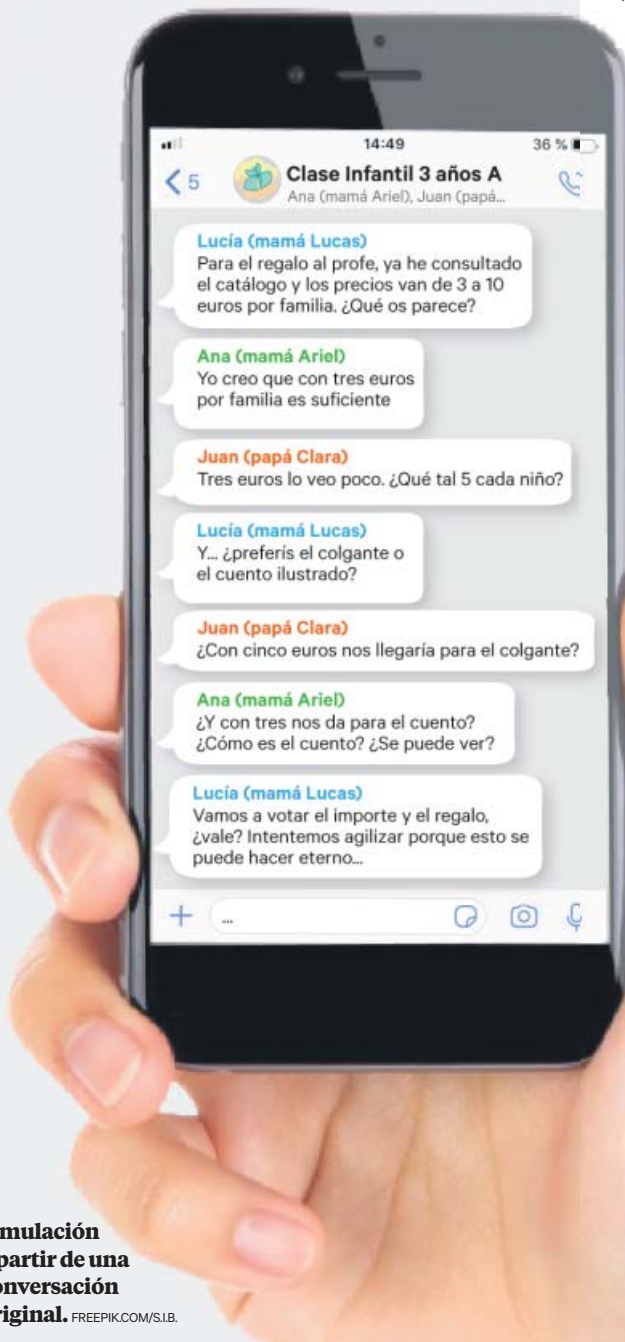 14:49
36 %
5
Clase Infantil 3 años A
Ana (mamá Ariel), Juan (papá...
Lucía (mamá Lucas)
Para el regalo al profe, ya he consultado
el catálogo y los precios van de 3 a 10
euros por familia. ¿Qué os parece?
Ana (mamá Ariel)
Yo creo que con tres euros
por familia es suficiente
Juan (papá Clara)
Tres euros lo veo poco. ¿Qué tal 5 cada niño?
Lucía (mamá Lucas)
Y... ¿preferís el colgante o
el cuento ilustrado?
Juan (papá Clara)
¿Con cinco euros nos llegaría para el colgante?
Ana (mamá Ariel)
¿Y con tres nos da para el cuento?
¿Cómo es el cuento? ¿Se puede ver?
Lucía (mamá Lucas)
Vamos a votar el importe y el regalo,
¿vale? Intentemos agilizar porque esto se
puede hacer eterno...
...
mulación
partir de una
onversación
riginal. FREEPIK.COM/S.I.B.